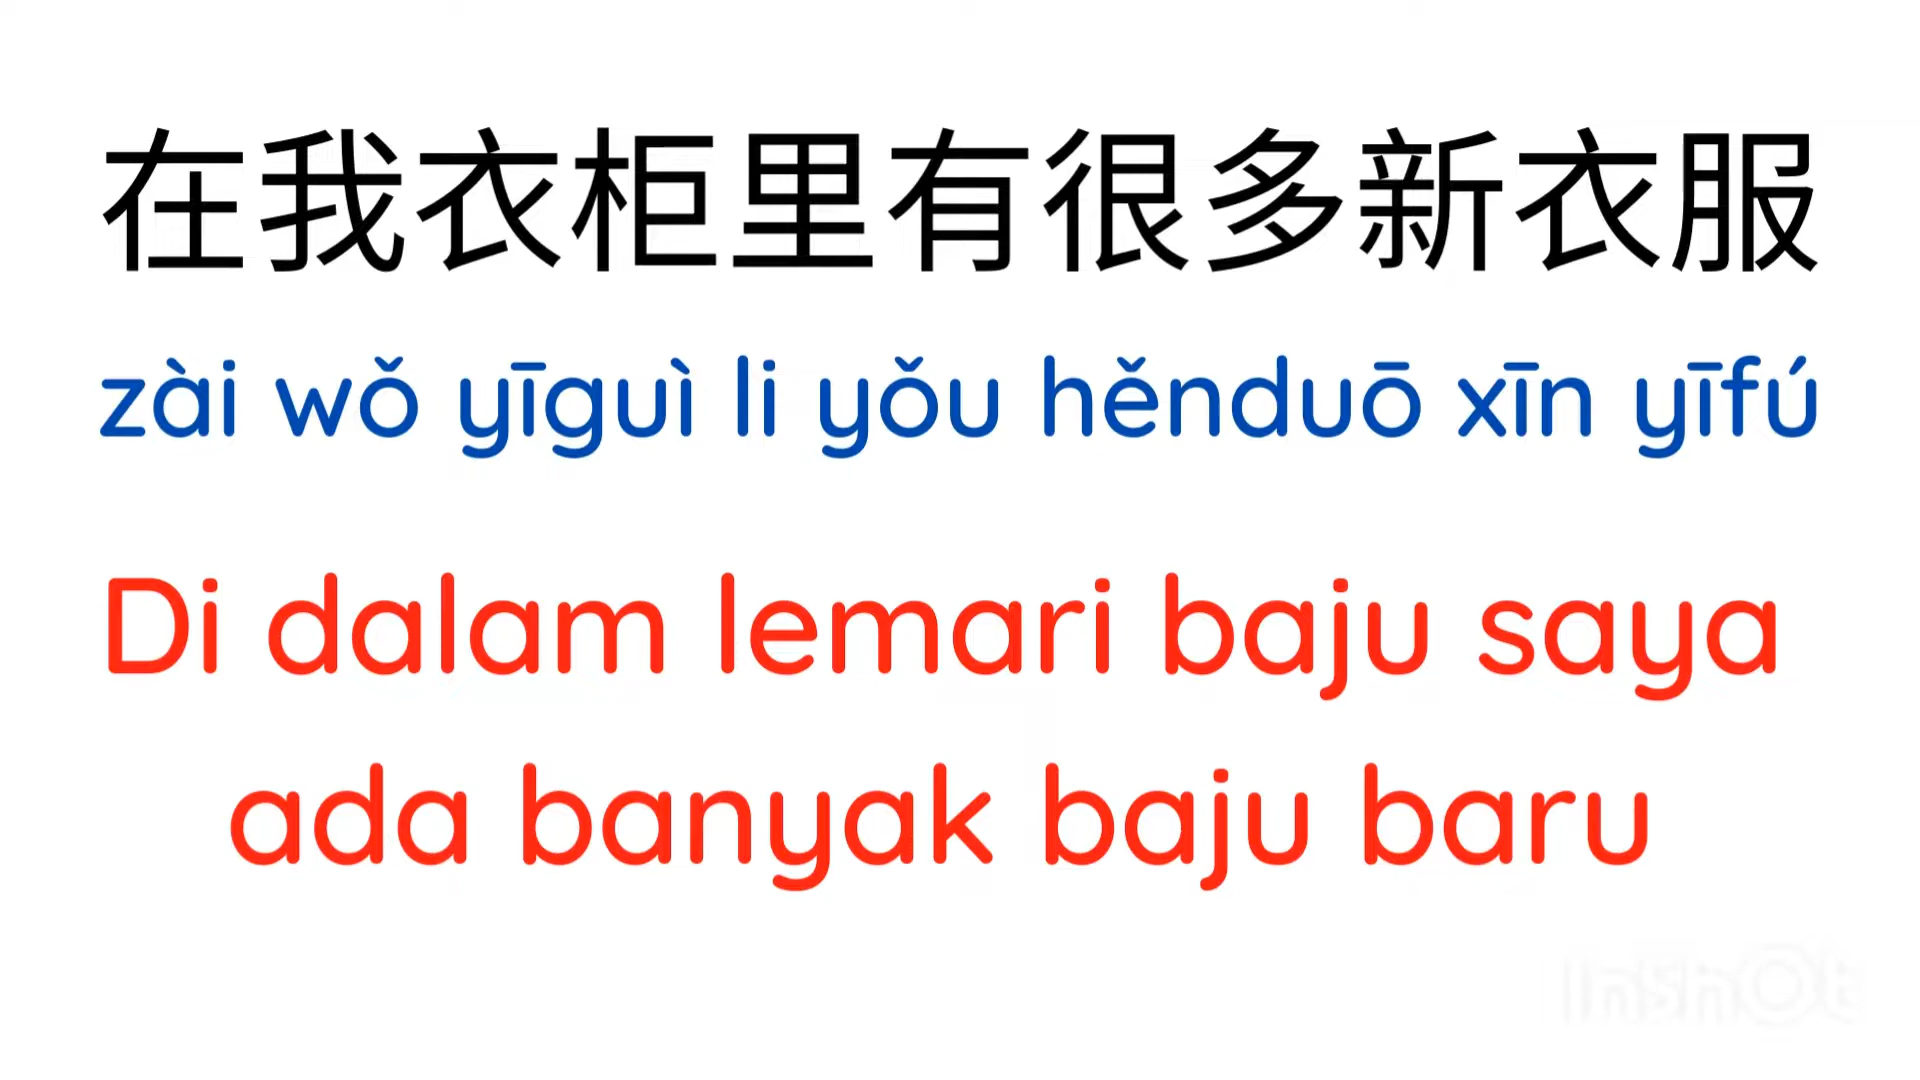 在我衣柜里有很多新衣服
zài wǒ yīguì li yǒu hěnduō xīn yīfú
Di dalam lemari baju saya
ada banyak baju baru
InShOt